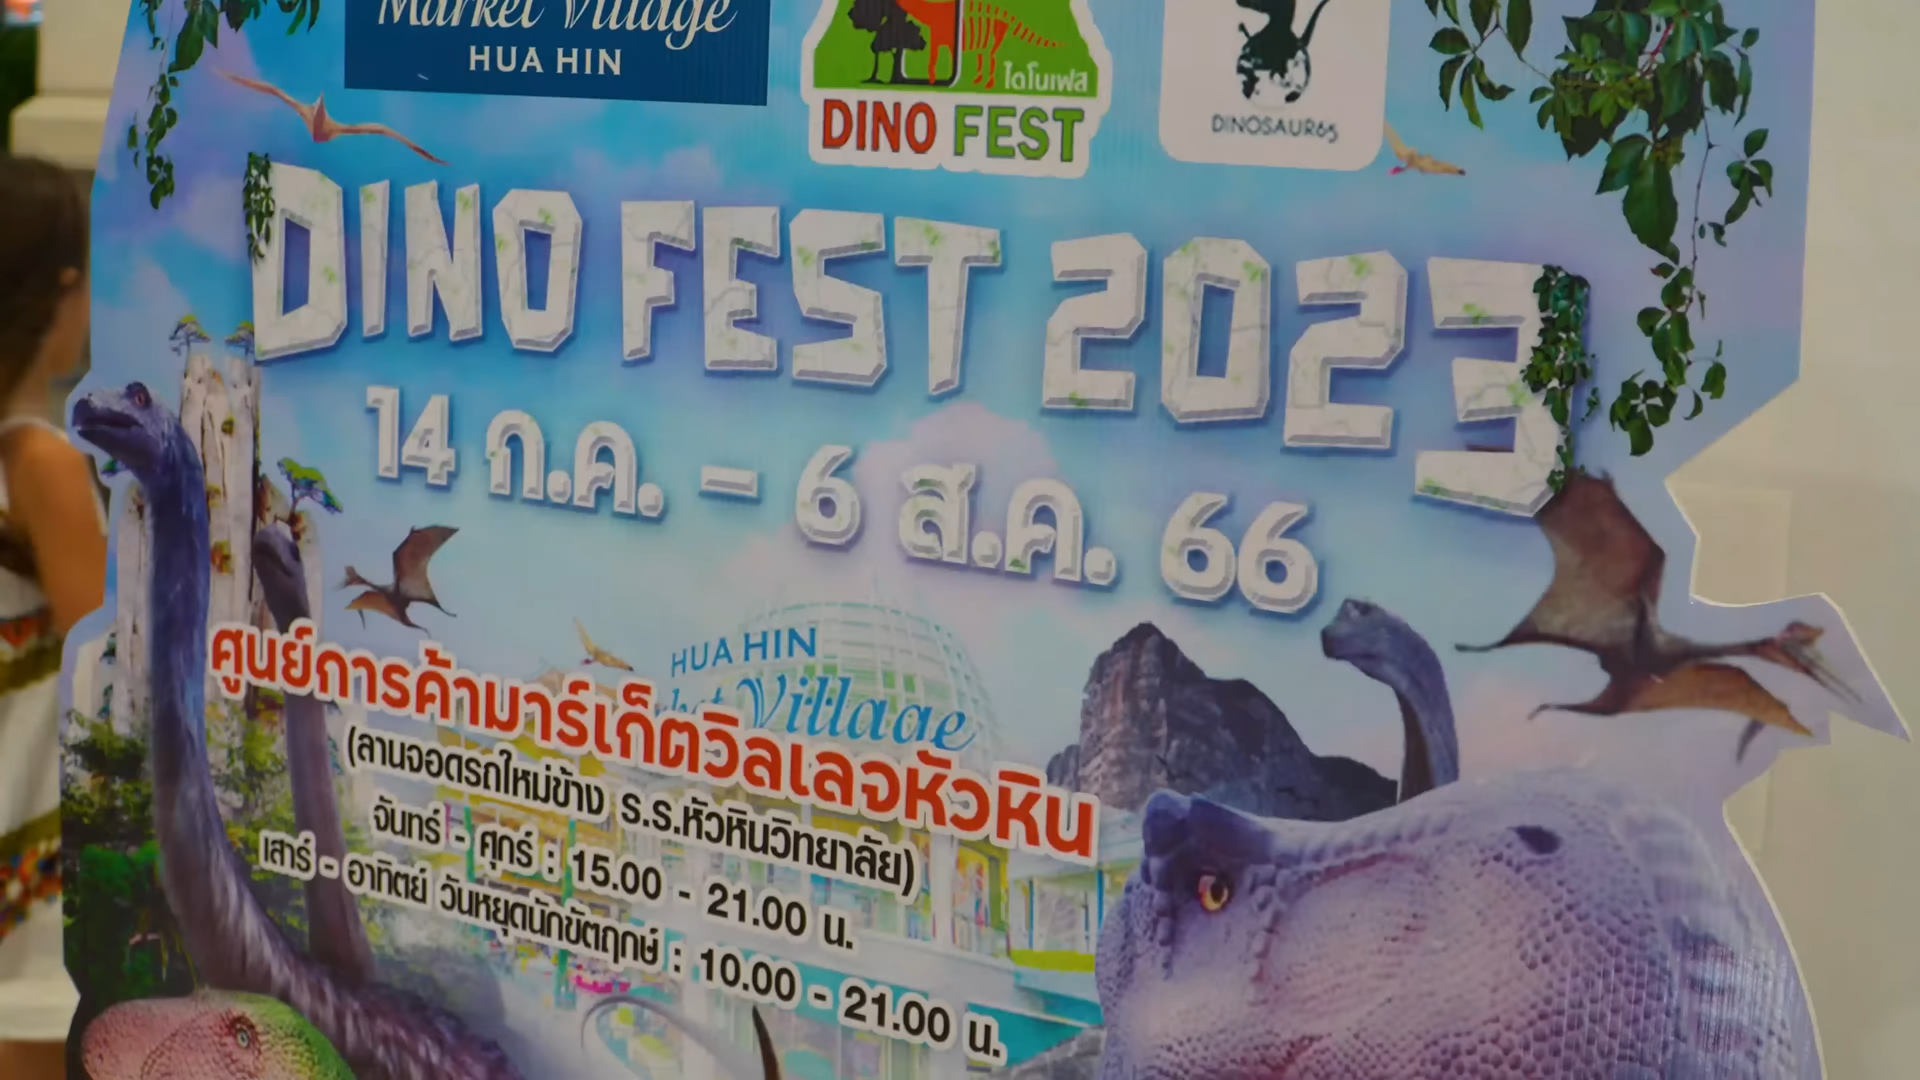 Market Village
HUA HIN
ไดโนเฟส
DINO FEST
DINOSAUR65
DINO FEST 2023
14 ก.ค. - 6 ส.ค. 66
HUA HIN
Village
ศูนย์การค้ามาร์เก็ตวิลเลจหัวหิน
(ลานจอดรถใหม่ข้าง ร.ร.หัวหินวิทยาลัย)
จันทร์ - ศุกร์ : 15.00 - 21.00 น.
เสาร์ - อาทิตย์ วันหยุดนักขัตฤกษ์ : 10.00 - 21.00 น.